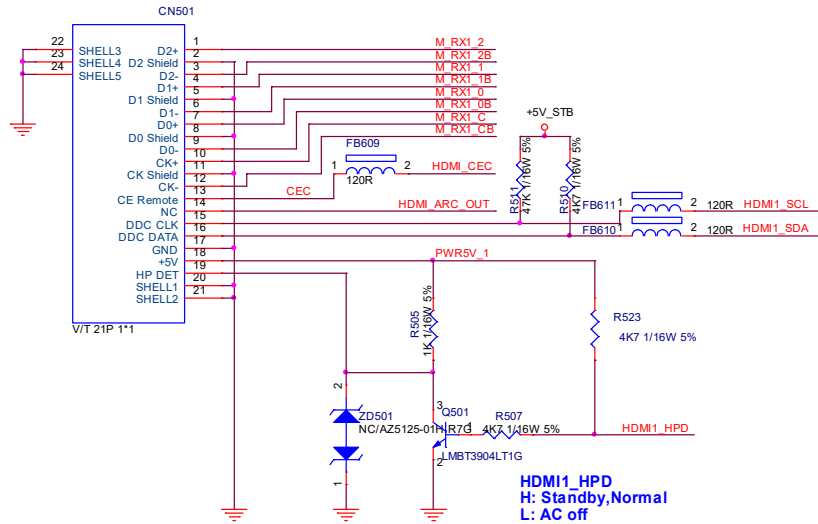 CN501
22 SHELL3
23 SHELL4
24 SHELL5
D2+ 1
D2 Shield 2
D2- 3
D1+ 4
D1 Shield 5
D1- 6
D0+ 7
D0 Shield 8
D0- 9
CK+ 10
CK Shield 11
CK- 12
CE Remote 13
NC 14
DDC CLK 15
DDC DATA 16
GND 17
+5V 18
HP DET 19
SHELL1 20
SHELL2 21
V/T 21P 1*1
M_RX1_2
M_RX1_2B
M_RX1_1
M_RX1_1B
M_RX1_0
M_RX1_0B
M_RX1_C
M_RX1_CB
+5V_STB
FB609
1 2
120R
HDMI_CEC
CEC
HDMI_ARC_OUT
R511
47K 1/16W 5%
R510
4K7 1/16W 5%
FB611 1 2 120R HDMI1_SCL
FB610 1 2 120R HDMI1_SDA
PWR5V_1
R505
1K 1/16W 5%
R523
4K7 1/16W 5%
2
ZD501
NC/AZ5125-01H R7G
1
3 Q501
1
2
LMBT3904LT1G
R507
4K7 1/16W 5%
HDMI1_HPD
HDMI1_HPD
H: Standby,Normal
L: AC off